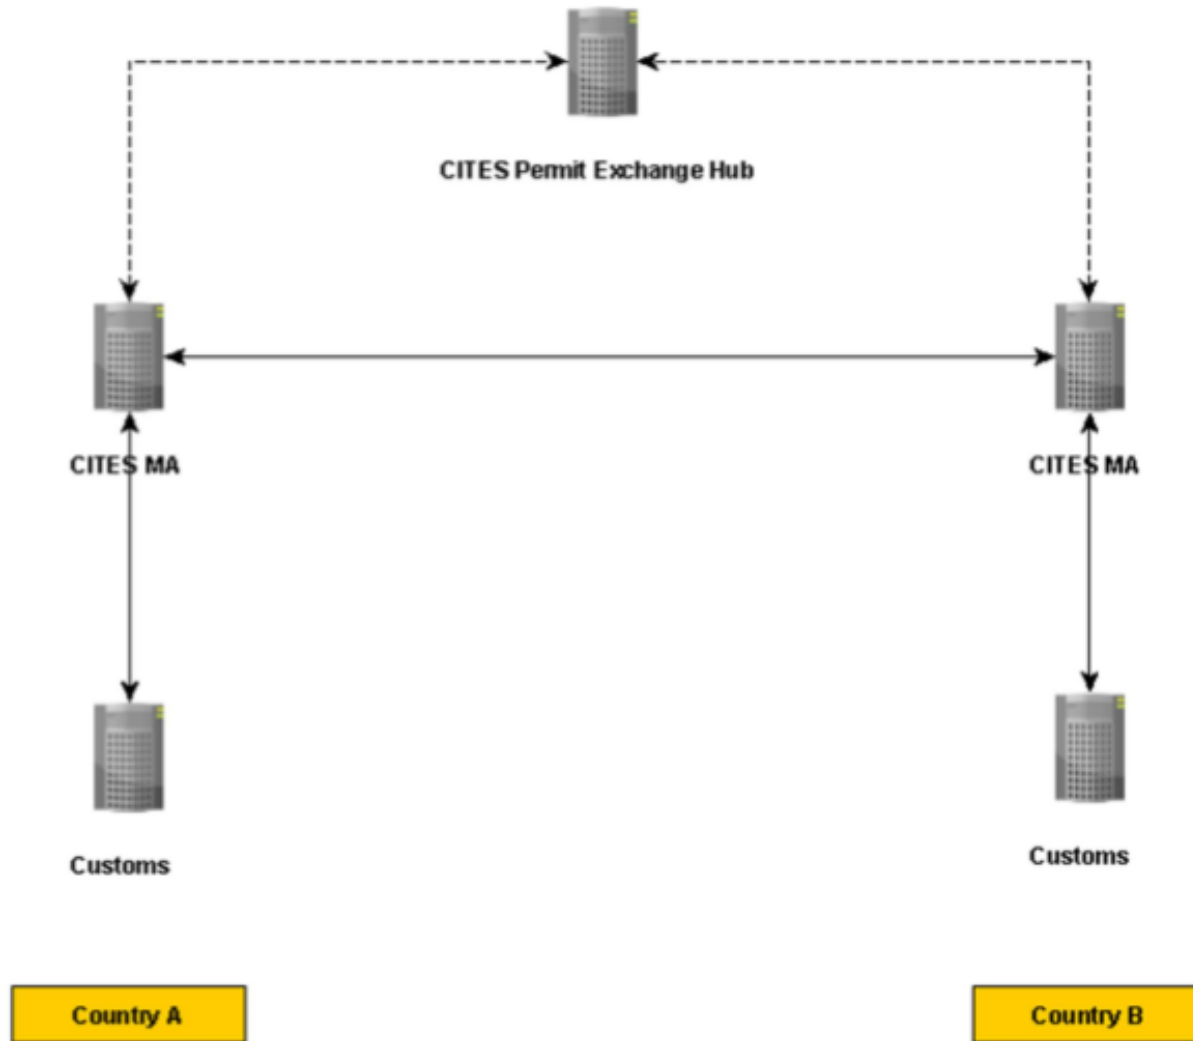 CITES Permit Exchange Hub
CITES MA
CITES MA
Customs
Customs
Country A
Country B